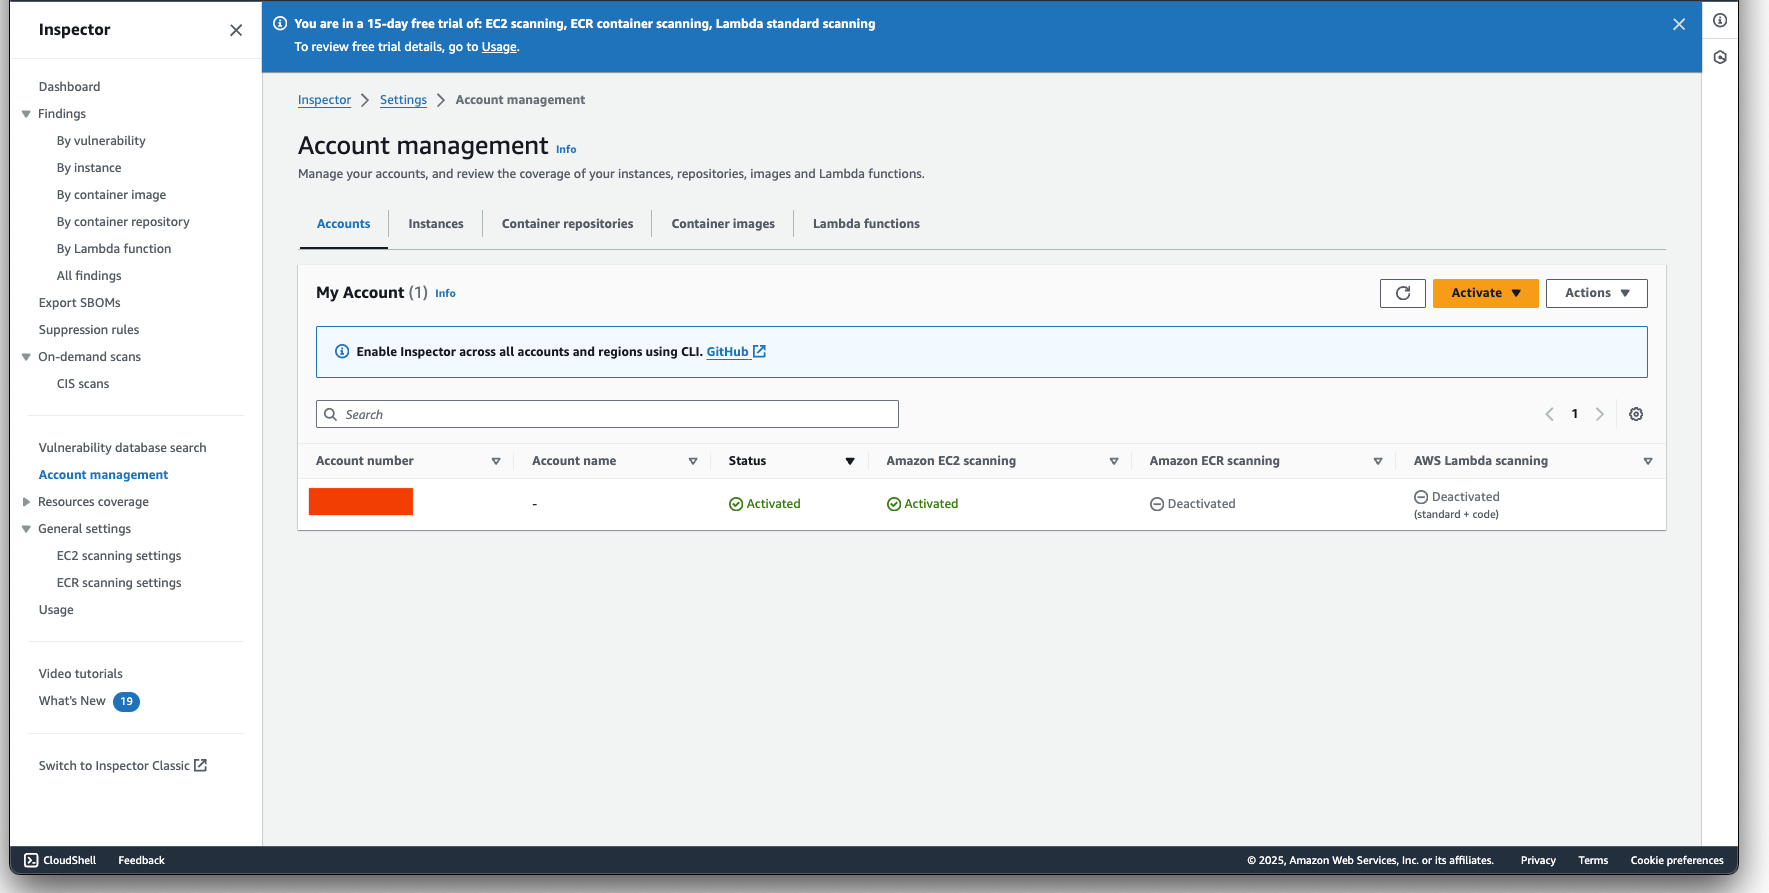 Inspector
You are in a 15-day free trial of: EC2 scanning, ECR container scanning, Lambda standard scanning
To review free trial details, go to Usage.
Dashboard
Findings
By vulnerability
By instance
By container image
By container repository
By Lambda function
All findings
Export SBOMs
Suppression rules
On-demand scans
CIS scans
Vulnerability database search
Account management
Resources coverage
General settings
EC2 scanning settings
ECR scanning settings
Usage
Video tutorials
What's New 19
Switch to Inspector Classic
Inspector Settings Account management
Account management Info
Manage your accounts, and review the coverage of your instances, repositories, images and Lambda functions.
Accounts Instances Container repositories Container images Lambda functions
My Account (1) Info
Activate Actions
Enable Inspector across all accounts and regions using CLI. GitHub
Search
1
Account number Account name Status Amazon EC2 scanning Amazon ECR scanning AWS Lambda scanning
- Activated Activated Deactivated Deactivated
(standard + code)
CloudShell Feedback © 2025, Amazon Web Services, Inc. or its affiliates. Privacy Terms Cookie preferences